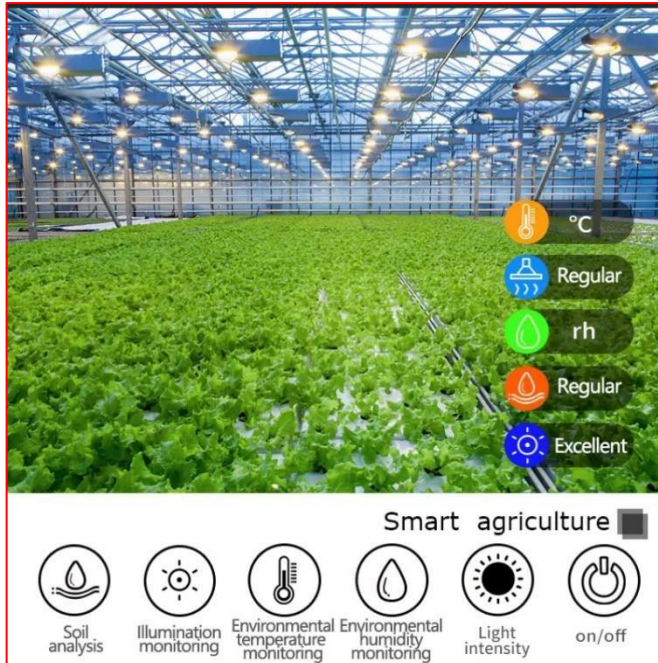 °C
Regular
rh
Regular
Excellent
Smart agriculture
Soil
analysis
Illumination
monitoring
Environmental
temperature
monitoring
Environmental
humidity
monitoring
Light
intensity
on/off